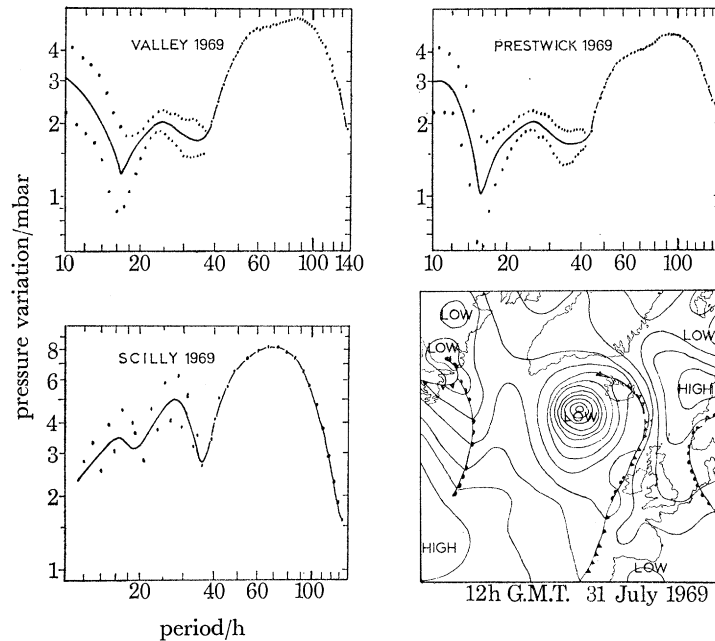 VALLEY 1969
4
3
2
1
10 20 40 60 100 140
PRESTWICK 1969
4
3
2
1
10 20 40 60 100
pressure variation/mbar
SCILLY 1969
8
6
4
3
2
1
20 40 60 100
period/h
LOW
LOW
LOW
LOW
HIGH
HIGH
LOW
12h G.M.T. 31 July 1969